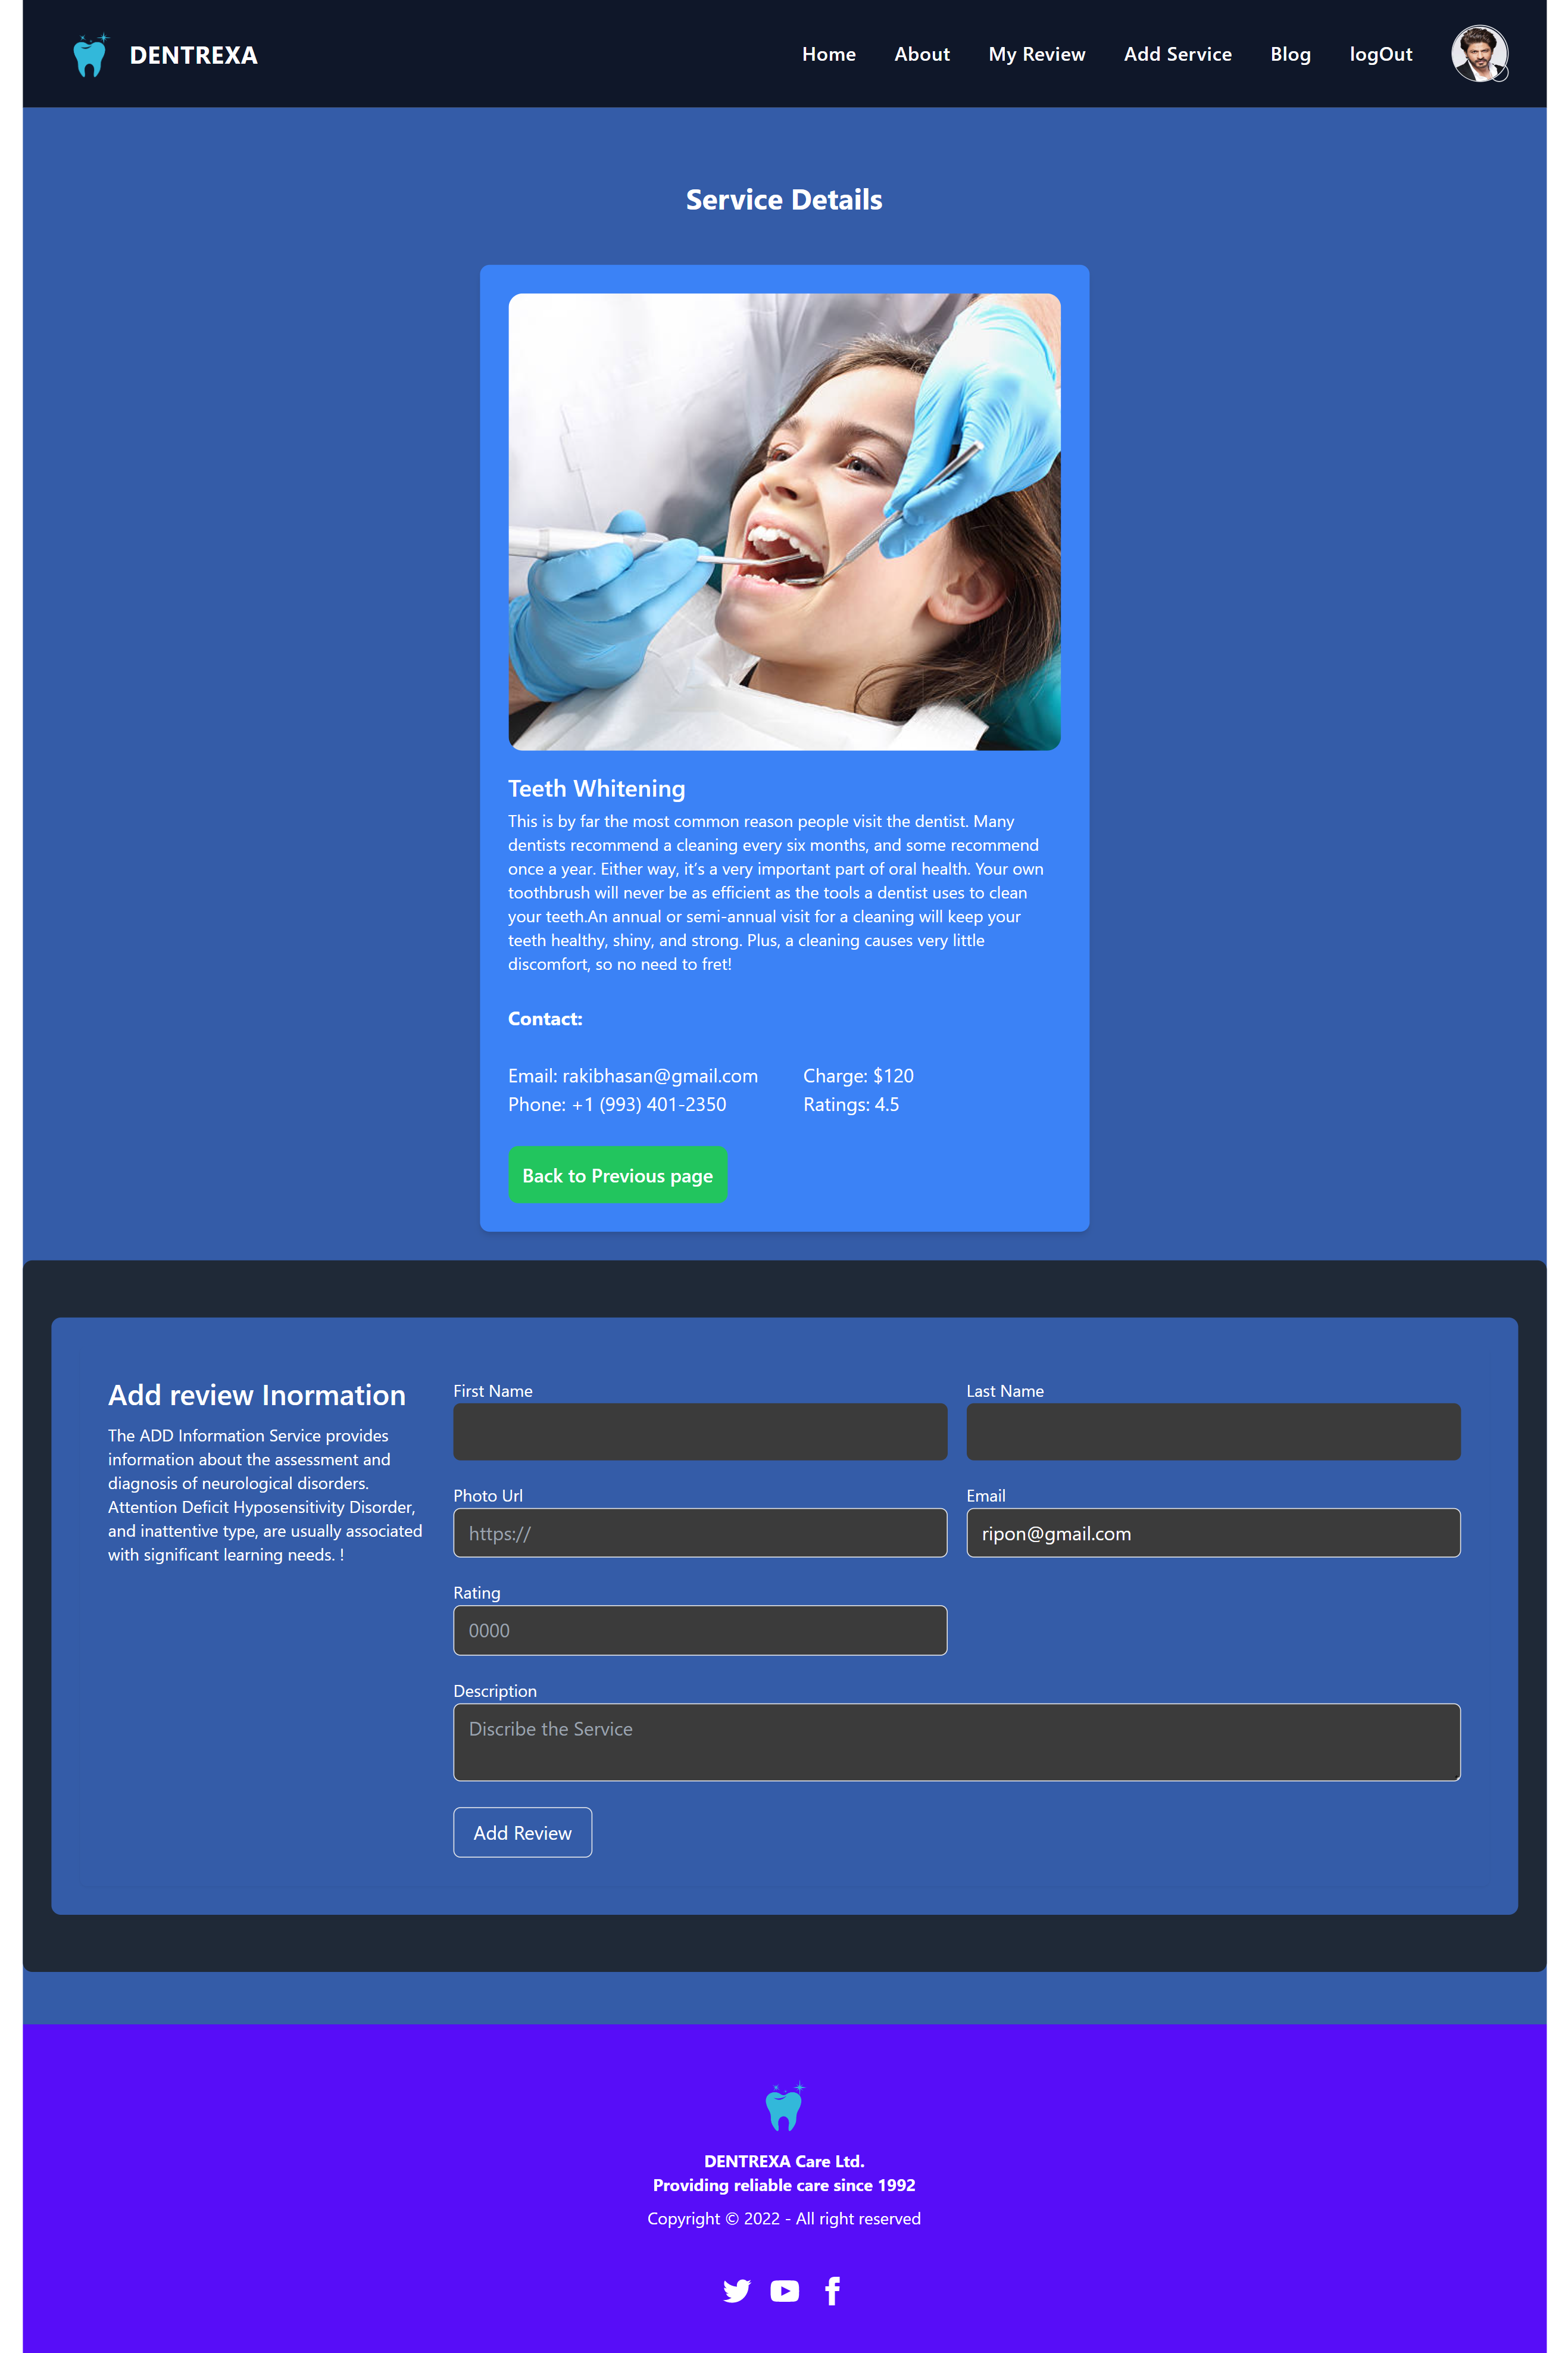 DENTREXA
Home About My Review Add Service Blog logOut
Service Details
Teeth Whitening
This is by far the most common reason people visit the dentist. Many
dentists recommend a cleaning every six months, and some recommend
once a year. Either way, it’s a very important part of oral health. Your own
toothbrush will never be as efficient as the tools a dentist uses to clean
your teeth.An annual or semi-annual visit for a cleaning will keep your
teeth healthy, shiny, and strong. Plus, a cleaning causes very little
discomfort, so no need to fret!
Contact:
Email: rakibhasan@gmail.com
Phone: +1 (993) 401-2350
Charge: $120
Ratings: 4.5
Back to Previous page
Add review Inormation
The ADD Information Service provides
information about the assessment and
diagnosis of neurological disorders.
Attention Deficit Hyposensitivity Disorder,
and inattentive type, are usually associated
with significant learning needs. !
First Name
Last Name
Photo Url
https://
Email
ripon@gmail.com
Rating
0000
Description
Discribe the Service
Add Review
DENTREXA Care Ltd.
Providing reliable care since 1992
Copyright © 2022 - All right reserved